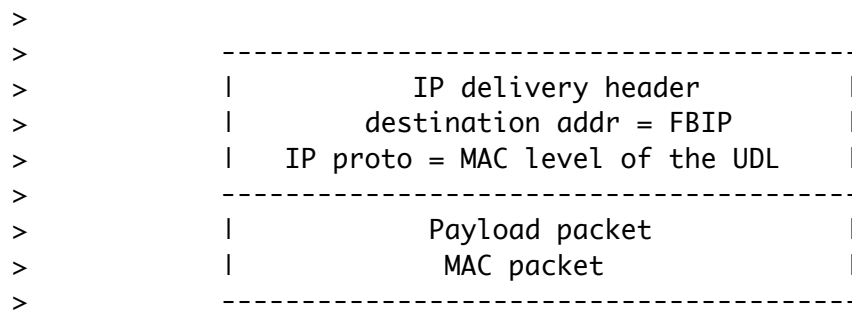 >
> ----------------------------------------
> | IP delivery header |
> | destination addr = FBIP |
> | IP proto = MAC level of the UDL |
> ----------------------------------------
> | Payload packet |
> | MAC packet |
> ----------------------------------------